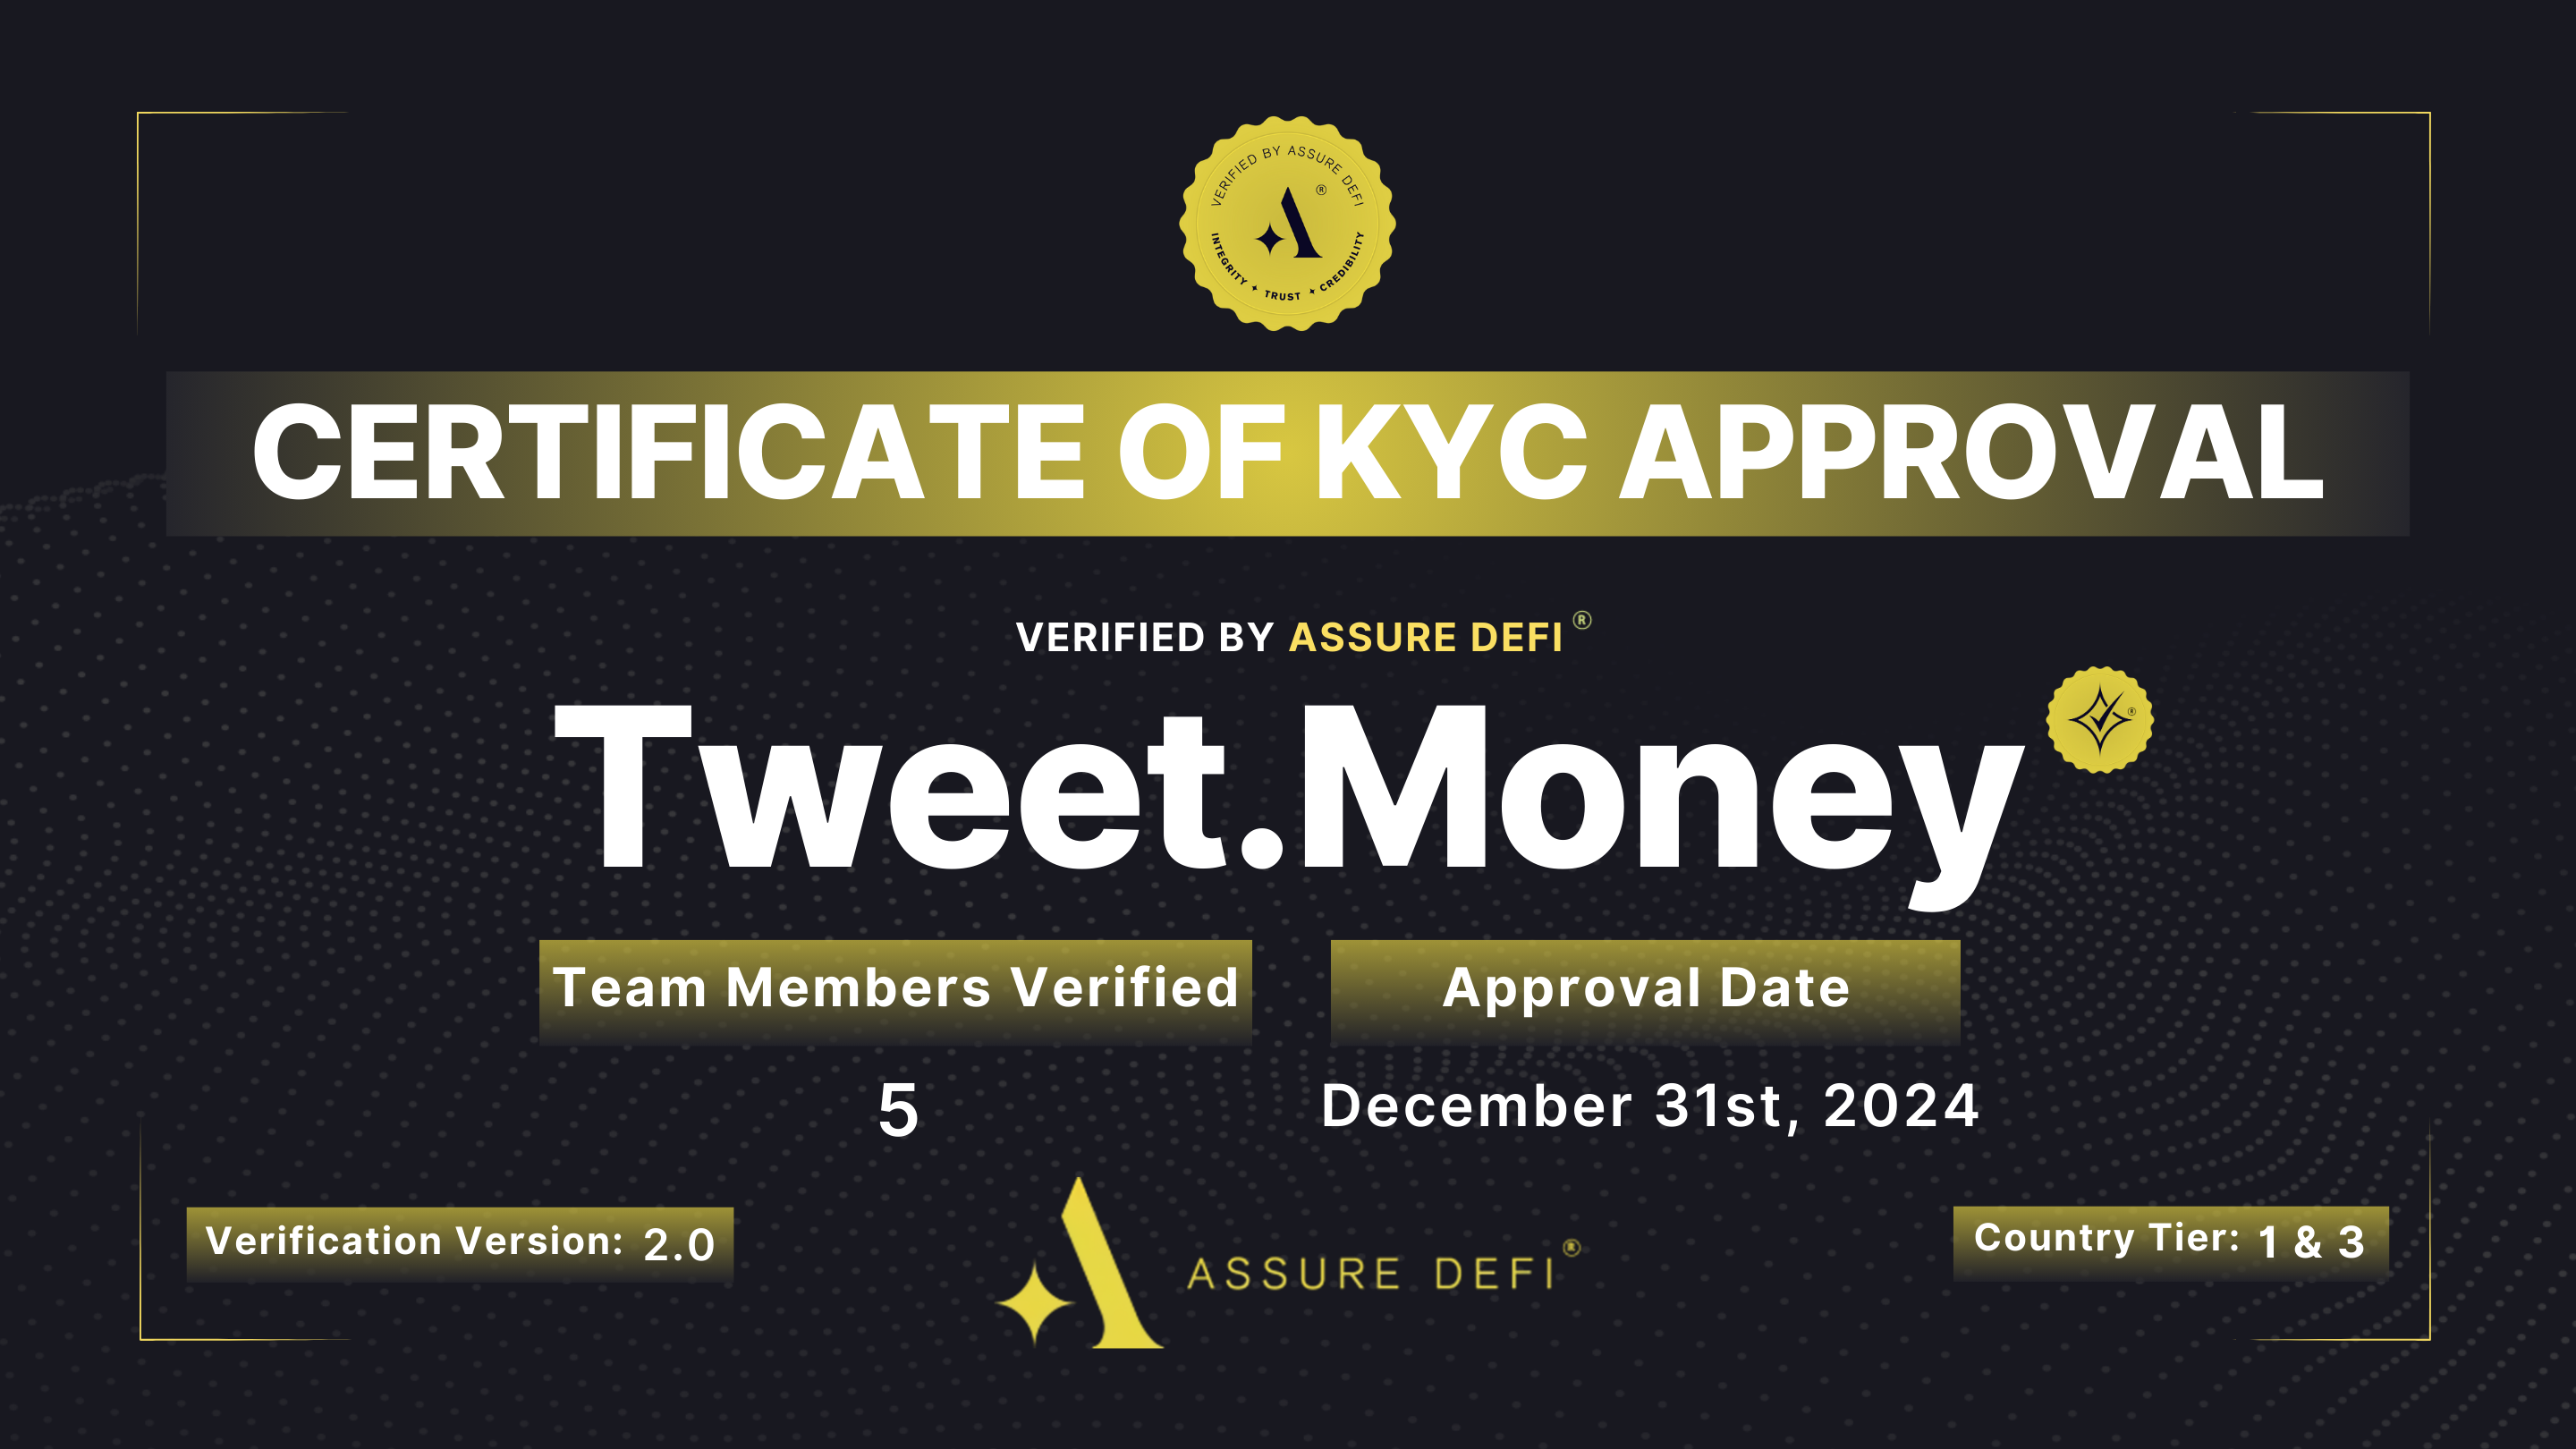 VERIFIED BY ASSURE DEFI
®
INTEGRITY ✦ TRUST ✦ CREDIBILITY
CERTIFICATE OF KYC APPROVAL
VERIFIED BY ASSURE DEFI®
Tweet.Money
®
Team Members Verified
Approval Date
5
December 31st, 2024
Verification Version: 2.0
ASSURE DEFI®
Country Tier: 1 & 3